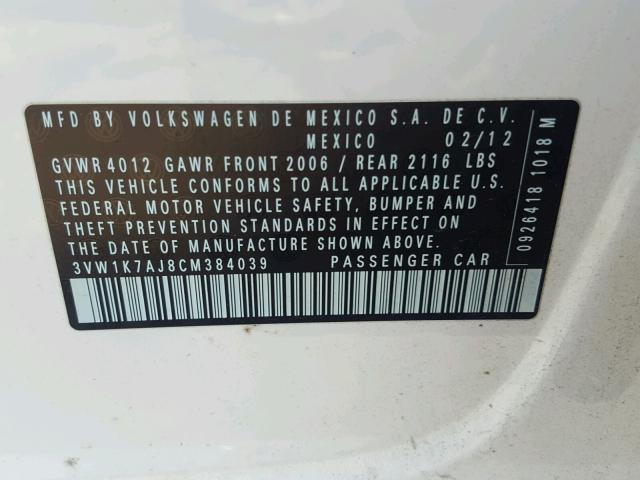 MFD BY VOLKSWAGEN DE MEXICO S.A. DE C.V.
MEXICO 02/12
GVWR 4012 GAWR FRONT 2006 / REAR 2116 LBS
THIS VEHICLE CONFORMS TO ALL APPLICABLE U.S.
FEDERAL MOTOR VEHICLE SAFETY, BUMPER AND
THEFT PREVENTION STANDARDS IN EFFECT ON
THE DATE OF MANUFACTURE SHOWN ABOVE.
3VW1K7AJ8CM384039 PASSENGER CAR
0926418 1018 M